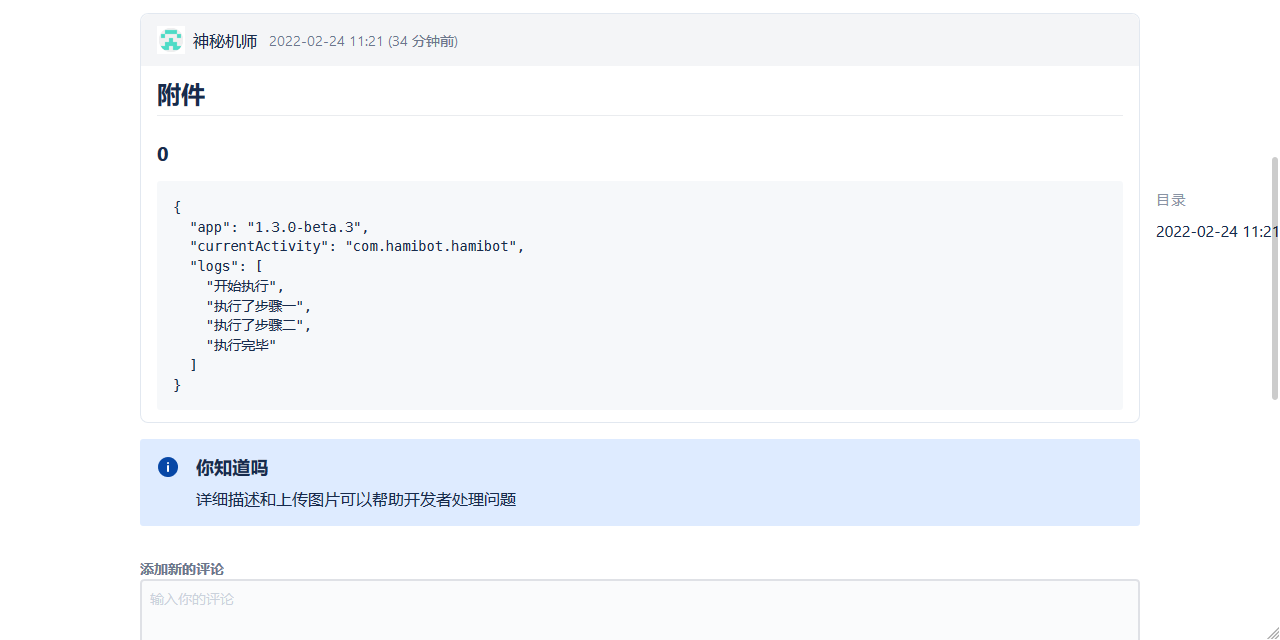 神秘机师 2022-02-24 11:21 (34 分钟前)
附件
0
{
  "app": "1.3.0-beta.3",
  "currentActivity": "com.hamibot.hamibot",
  "logs": [
    "开始执行",
    "执行了步骤一",
    "执行了步骤二",
    "执行完毕"
  ]
}
目录
2022-02-24 11:21
你知道吗
详细描述和上传图片可以帮助开发者处理问题
添加新的评论
输入你的评论